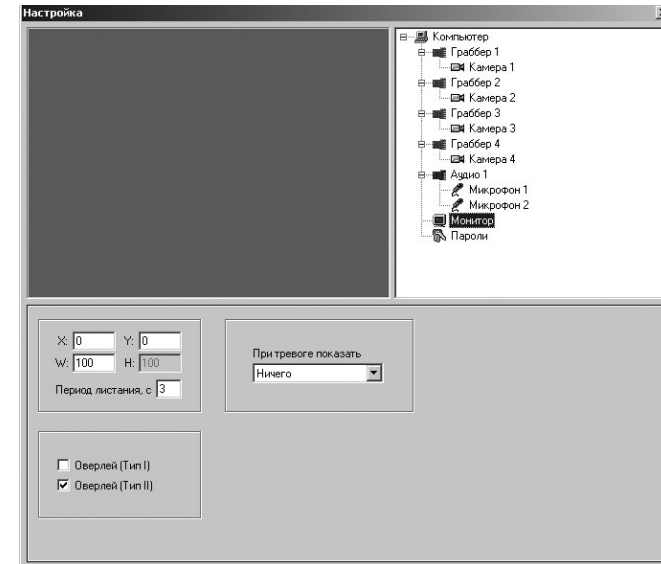 Настройка
Компьютер
Граббер 1
Камера 1
Граббер 2
Камера 2
Граббер 3
Камера 3
Граббер 4
Камера 4
Аудио 1
Микрофон 1
Микрофон 2
Монитор
Пароли
X: 0 Y: 0
W: 100 H: 100
Период листания, с 3
При тревоге показать
Ничего
Оверлей (Тип I)
Оверлей (Тип II)